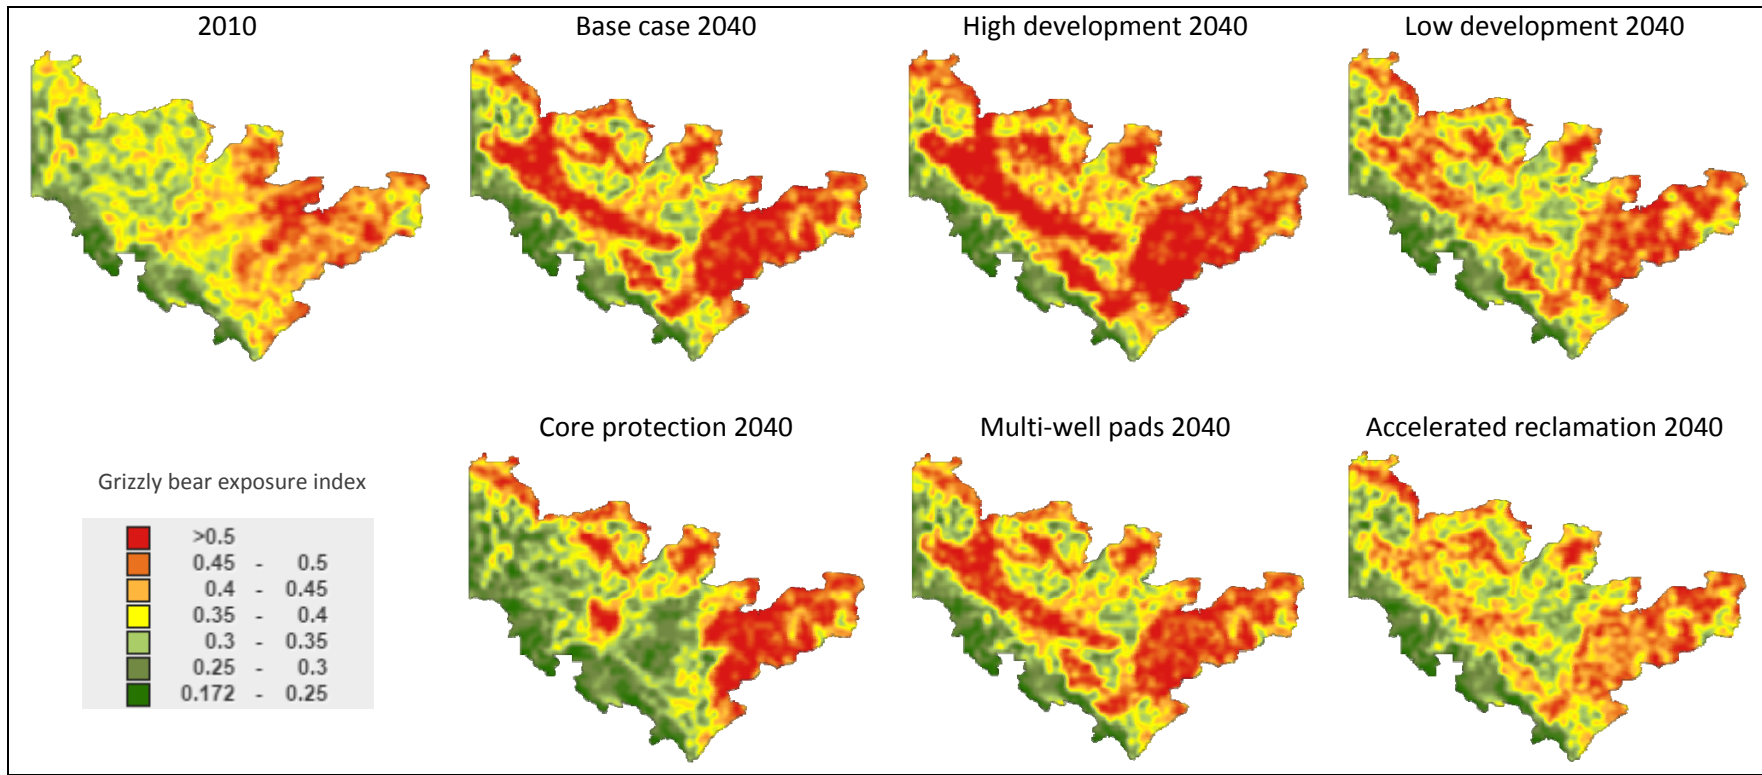 2010
Base case 2040
High development 2040
Low development 2040
Core protection 2040
Multi-well pads 2040
Accelerated reclamation 2040
Grizzly bear exposure index
>0.5
0.45 - 0.5
0.4 - 0.45
0.35 - 0.4
0.3 - 0.35
0.25 - 0.3
0.172 - 0.25